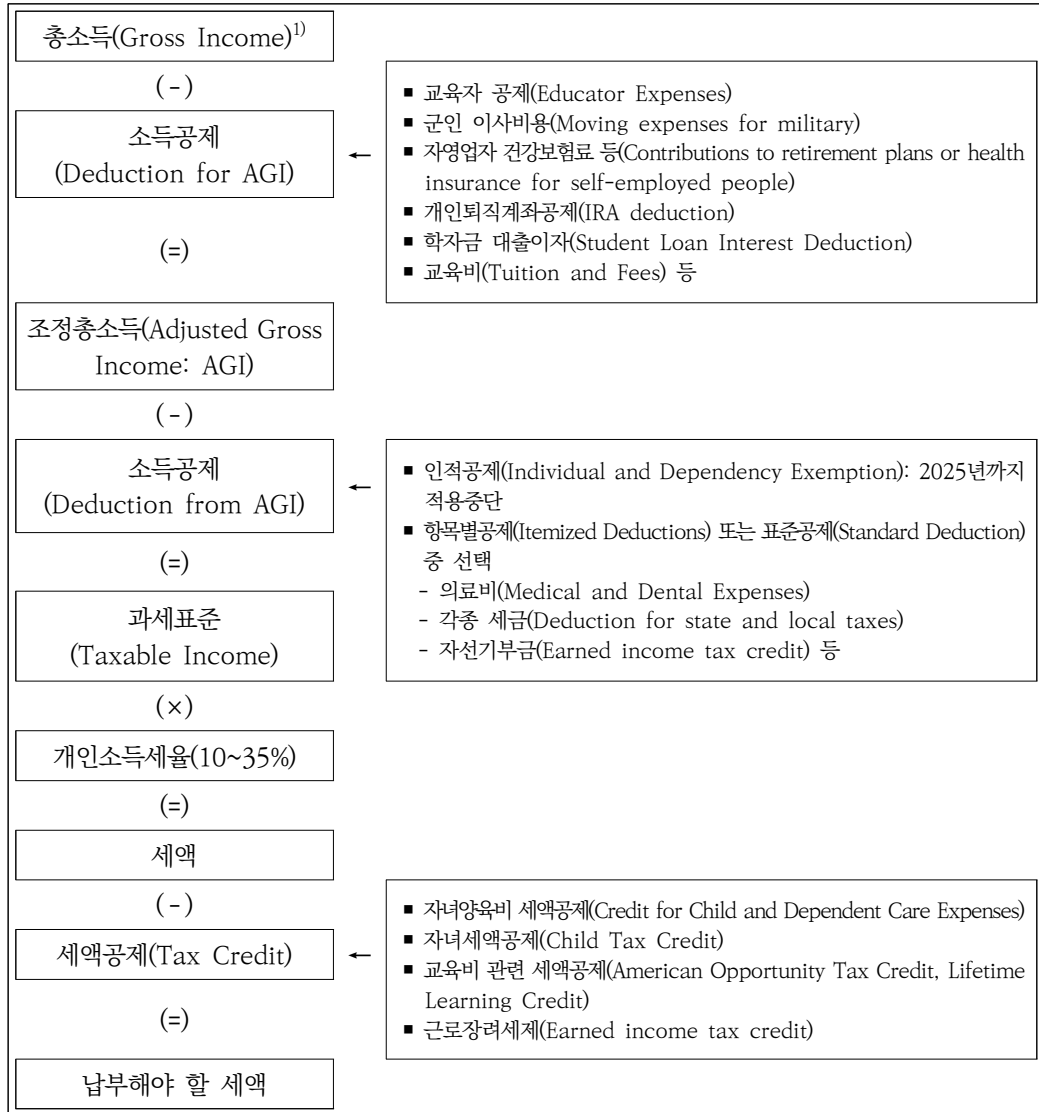 총소득(Gross Income)1)
(-)
소득공제
(Deduction for AGI)
←
■ 교육자 공제(Educator Expenses)
■ 군인 이사비용(Moving expenses for military)
■ 자영업자 건강보험료 등(Contributions to retirement plans or health
insurance for self-employed people)
■ 개인퇴직계좌공제(IRA deduction)
■ 학자금 대출이자(Student Loan Interest Deduction)
■ 교육비(Tuition and Fees) 등
(=)
조정총소득(Adjusted Gross
Income: AGI)
(-)
소득공제
(Deduction from AGI)
←
■ 인적공제(Individual and Dependency Exemption): 2025년까지
적용중단
■ 항목별공제(Itemized Deductions) 또는 표준공제(Standard Deduction)
중 선택
- 의료비(Medical and Dental Expenses)
- 각종 세금(Deduction for state and local taxes)
- 자선기부금(Earned income tax credit) 등
(=)
과세표준
(Taxable Income)
(×)
개인소득세율(10~35%)
(=)
세액
(-)
세액공제(Tax Credit)
←
■ 자녀양육비 세액공제(Credit for Child and Dependent Care Expenses)
■ 자녀세액공제(Child Tax Credit)
■ 교육비 관련 세액공제(American Opportunity Tax Credit, Lifetime
Learning Credit)
■ 근로장려세제(Earned income tax credit)
(=)
납부해야 할 세액